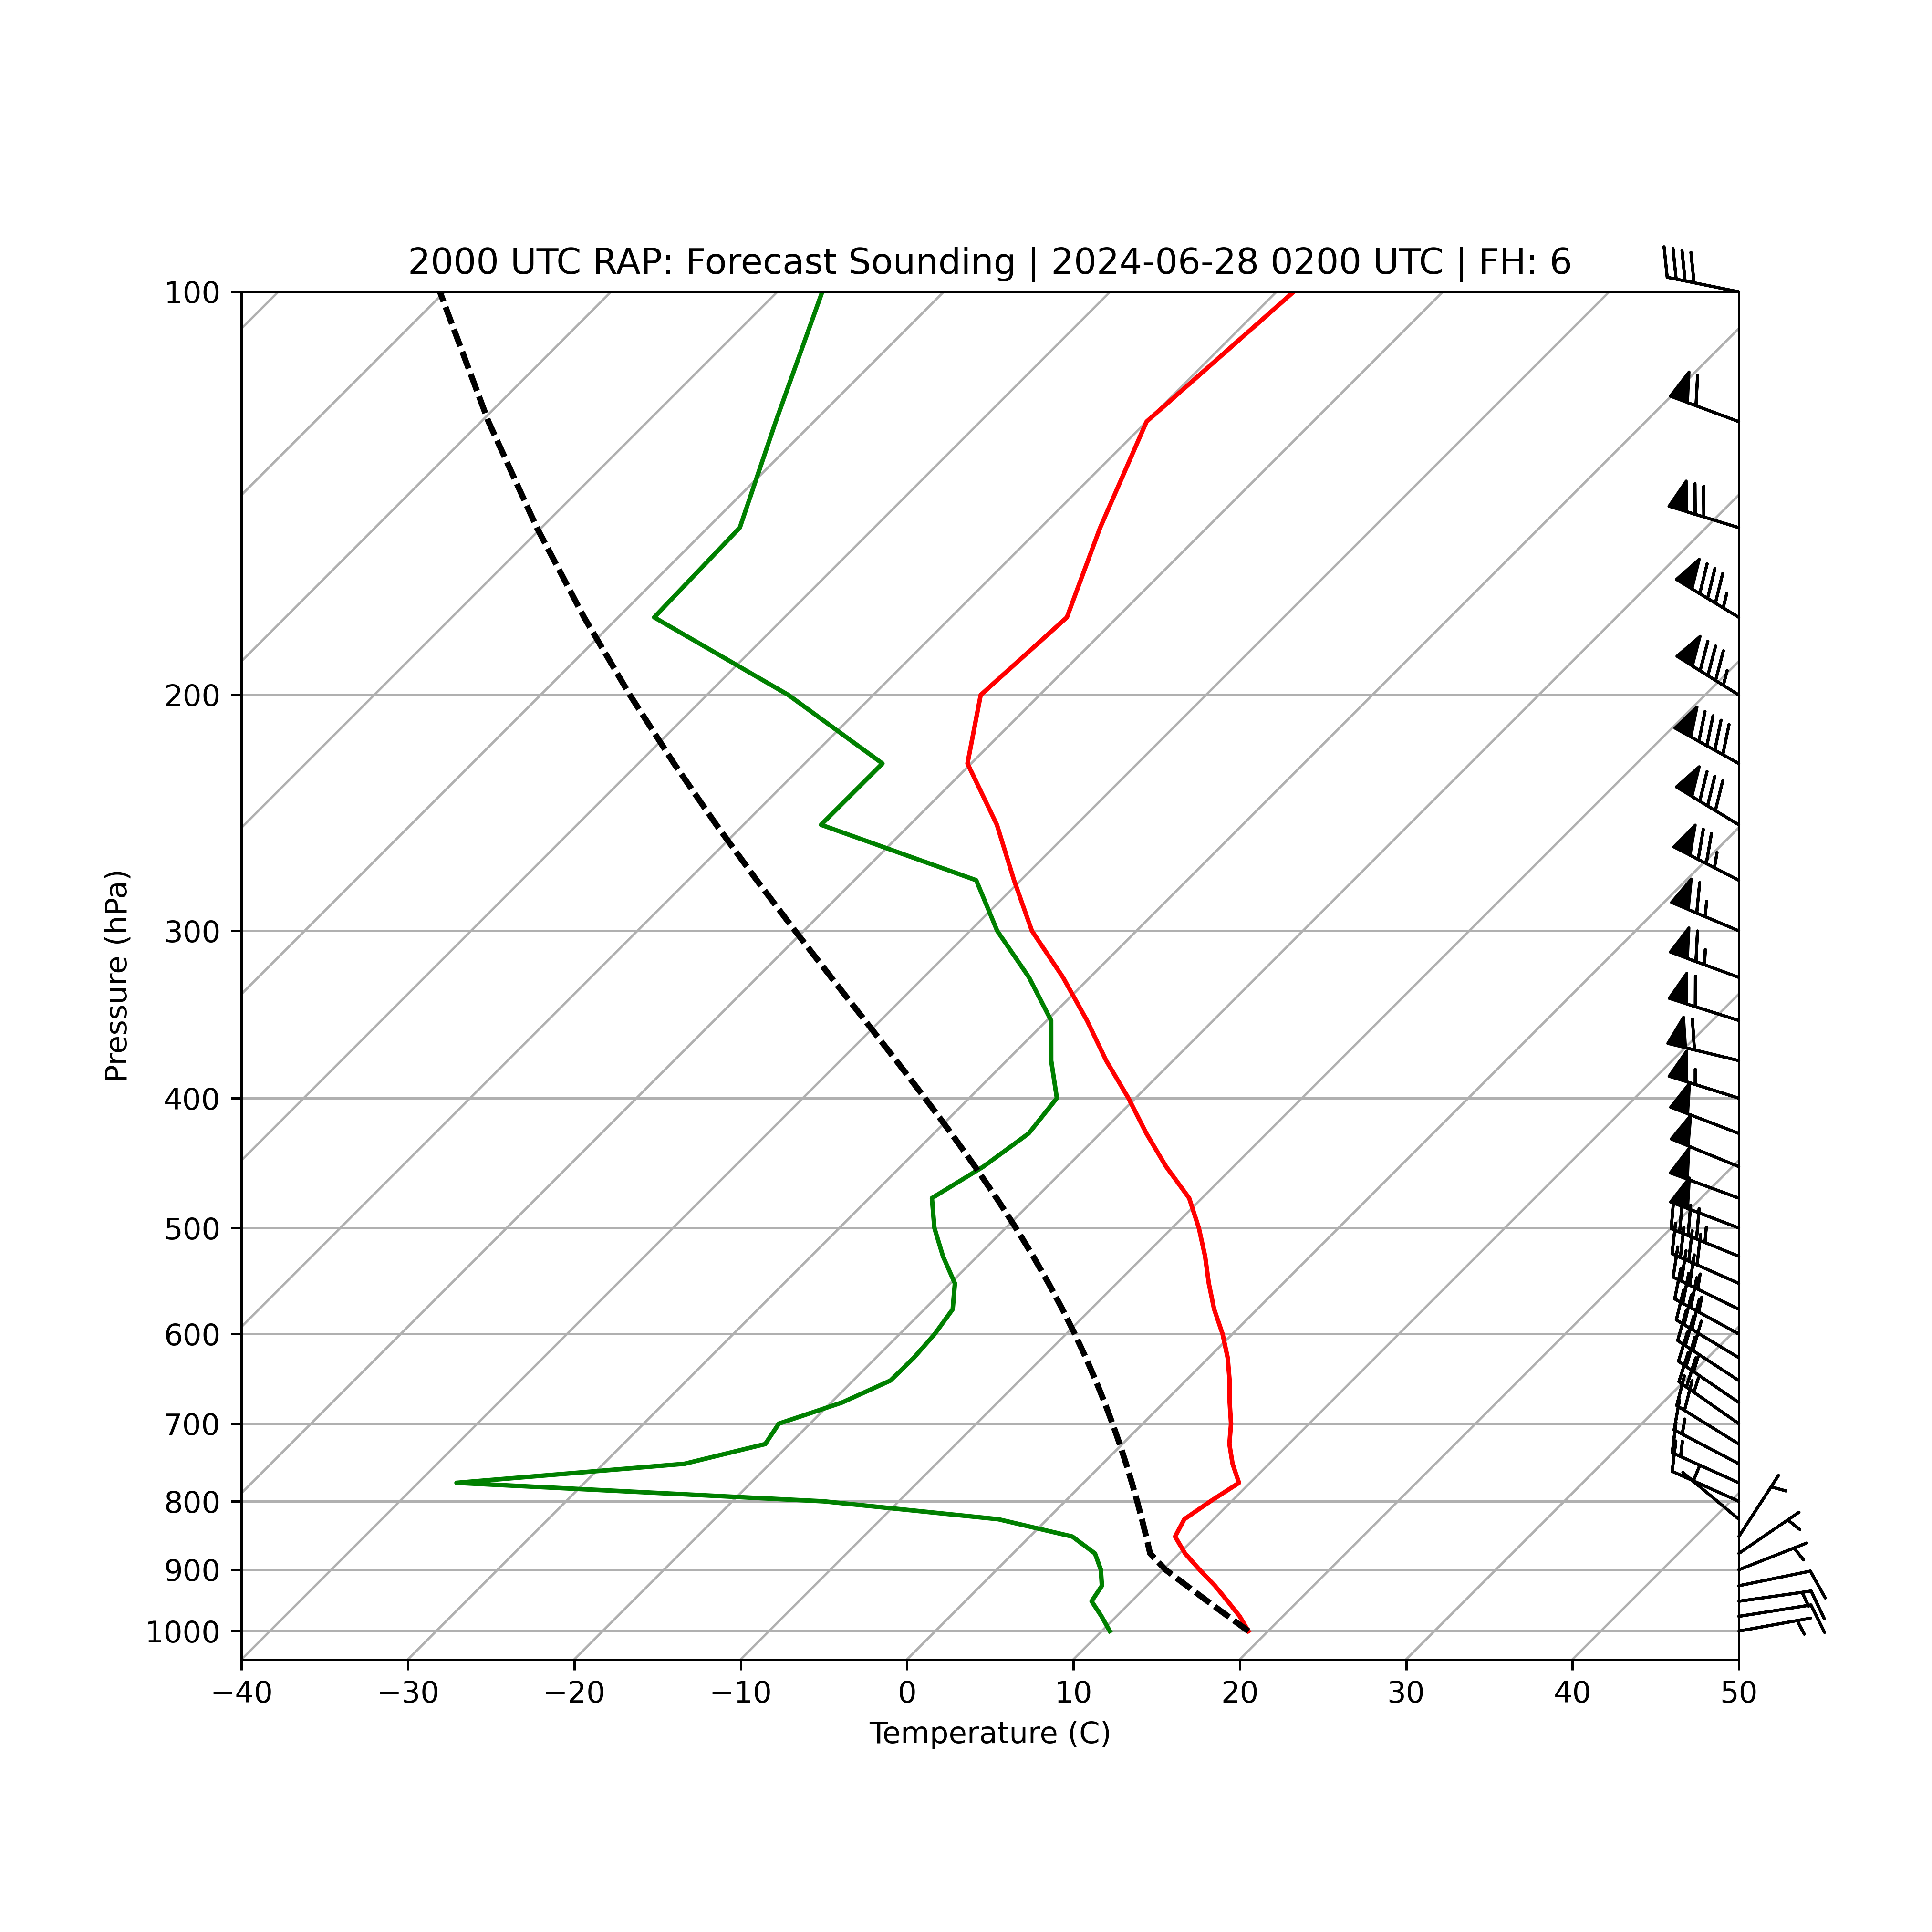 2000 UTC RAP: Forecast Sounding | 2024-06-28 0200 UTC | FH: 6
100
200
300
400
500
600
700
800
900
1000
Pressure (hPa)
−40 −30 −20 −10 0 10 20 30 40 50
Temperature (C)